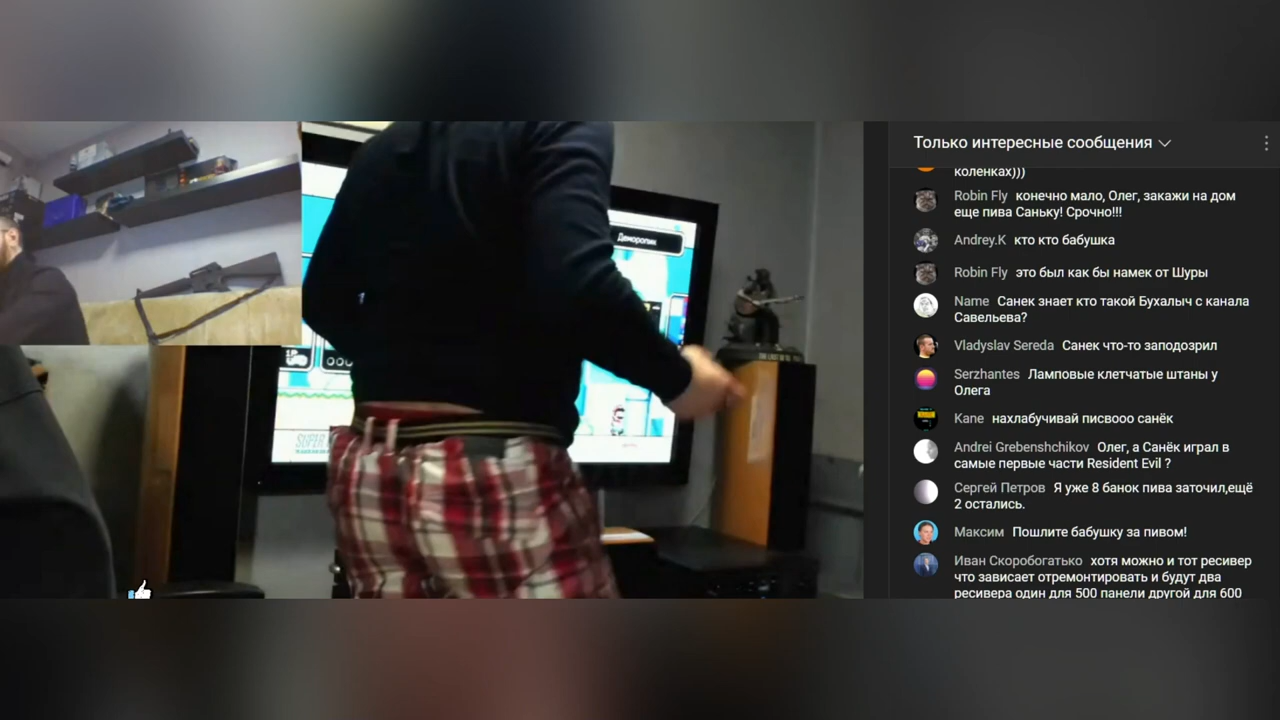 Деморолик
SUPER
Только интересные сообщения
коленках)))
Robin Fly конечно мало, Олег, закажи на дом
еще пива Саньку! Срочно!!!
Andrey.K кто кто бабушка
Robin Fly это был как бы намек от Шуры
Name Санек знает кто такой Бухалыч с канала
Савельева?
Vladyslav Sereda Санек что-то заподозрил
Serzhantes Ламповые клетчатые штаны у
Олега
Kane нахлабучивай писвооо санёк
Andrei Grebenshchikov Олег, а Санёк играл в
самые первые части Resident Evil ?
Сергей Петров Я уже 8 банок пива заточил,ещё
2 остались.
Максим Пошлите бабушку за пивом!
Иван Скоробогатько хотя можно и тот ресивер
что зависает отремонтировать и будут два
ресивера один для 500 панели другой для 600